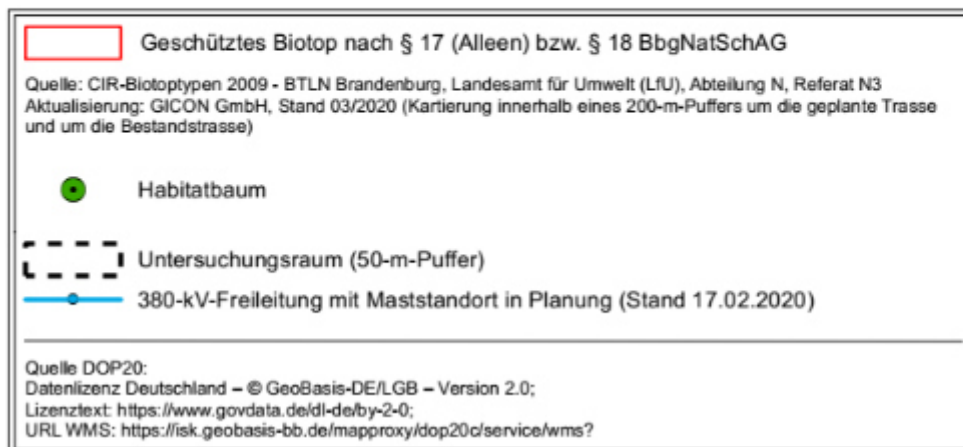 Geschütztes Biotop nach § 17 (Alleen) bzw. § 18 BbgNatSchAG
Quelle: CIR-Biotoptypen 2009 - BTLN Brandenburg, Landesamt für Umwelt (LfU), Abteilung N, Referat N3
Aktualisierung: GICON GmbH, Stand 03/2020 (Kartierung innerhalb eines 200-m-Puffers um die geplante Trasse
und um die Bestandstrasse)
Habitatbaum
Untersuchungsraum (50-m-Puffer)
380-kV-Freileitung mit Maststandort in Planung (Stand 17.02.2020)
Quelle DOP20:
Datenlizenz Deutschland – © GeoBasis-DE/LGB – Version 2.0;
Lizenztext: https://www.govdata.de/dl-de/by-2-0;
URL WMS: https://isk.geobasis-bb.de/mapproxy/dop20c/service/wms?